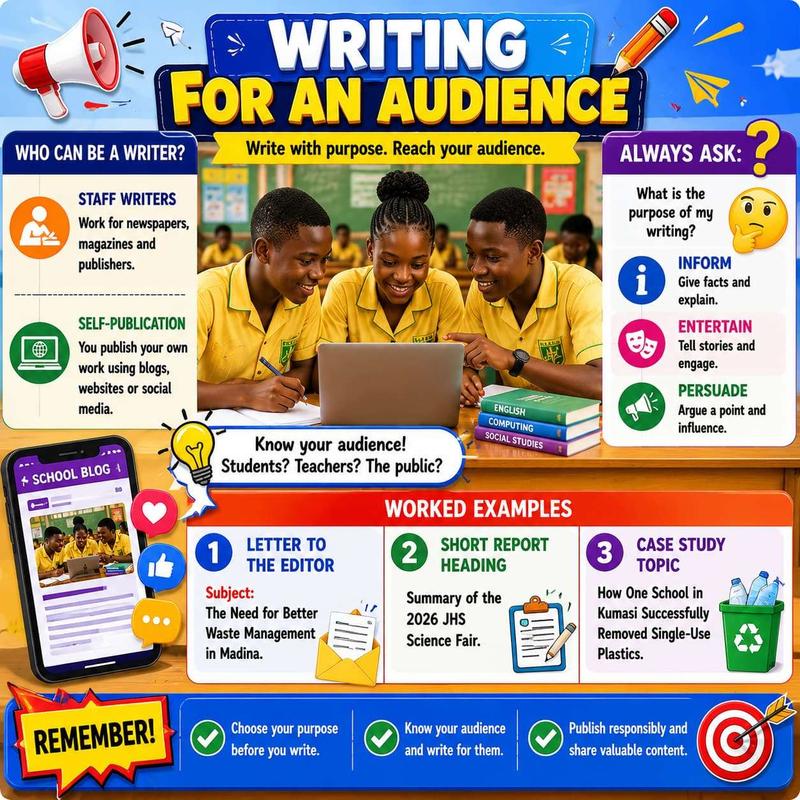 WRITING
FOR AN AUDIENCE
Write with purpose. Reach your audience.
WHO CAN BE A WRITER?
STAFF WRITERS
Work for newspapers,
magazines and
publishers.
SELF-PUBLICATION
You publish your own
work using blogs,
websites or social
media.
ALWAYS ASK: ?
What is the
purpose of my
writing?
i
INFORM
Give facts and
explain.
ENTERTAIN
Tell stories and
engage.
PERSUADE
Argue a point and
influence.
ENGLISH
COMPUTING
SOCIAL STUDIES
Know your audience!
Students? Teachers? The public?
SCHOOL BLOG
WORKED EXAMPLES
1 LETTER TO
THE EDITOR
Subject:
The Need for Better
Waste Management
in Madina.
2 SHORT REPORT
HEADING
Summary of the
2026 JHS
Science Fair.
3 CASE STUDY
TOPIC
How One School in
Kumasi Successfully
Removed Single-Use
Plastics.
REMEMBER!
Choose your purpose
before you write.
Know your audience
and write for them.
Publish responsibly and
share valuable content.